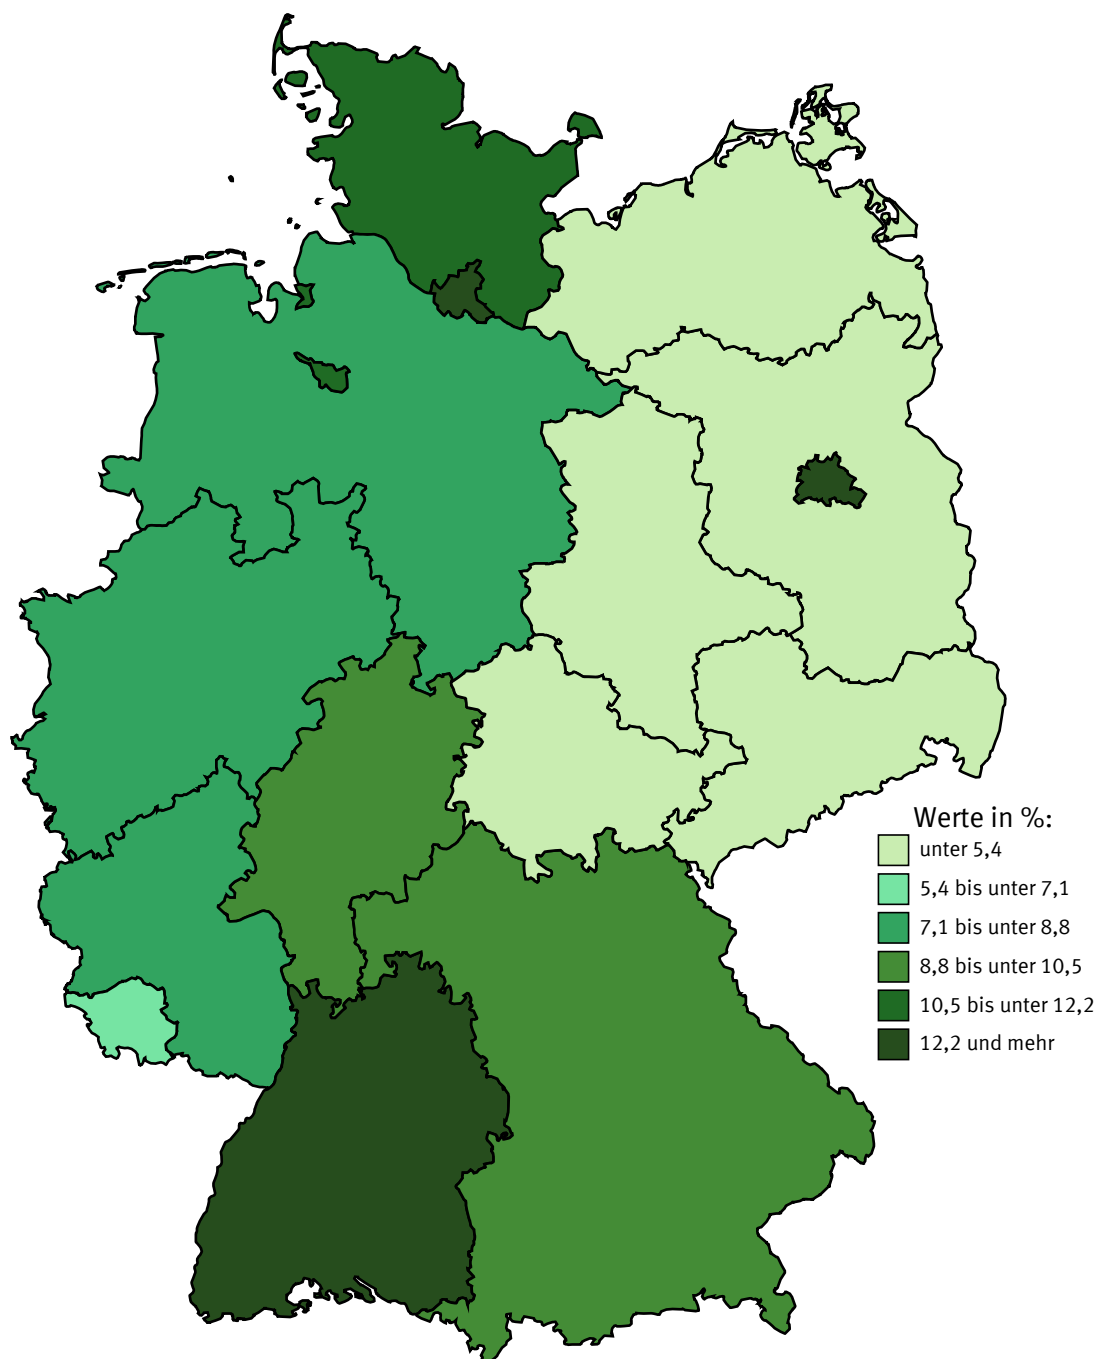 Werte in %:
unter 5,4
5,4 bis unter 7,1
7,1 bis unter 8,8
8,8 bis unter 10,5
10,5 bis unter 12,2
12,2 und mehr